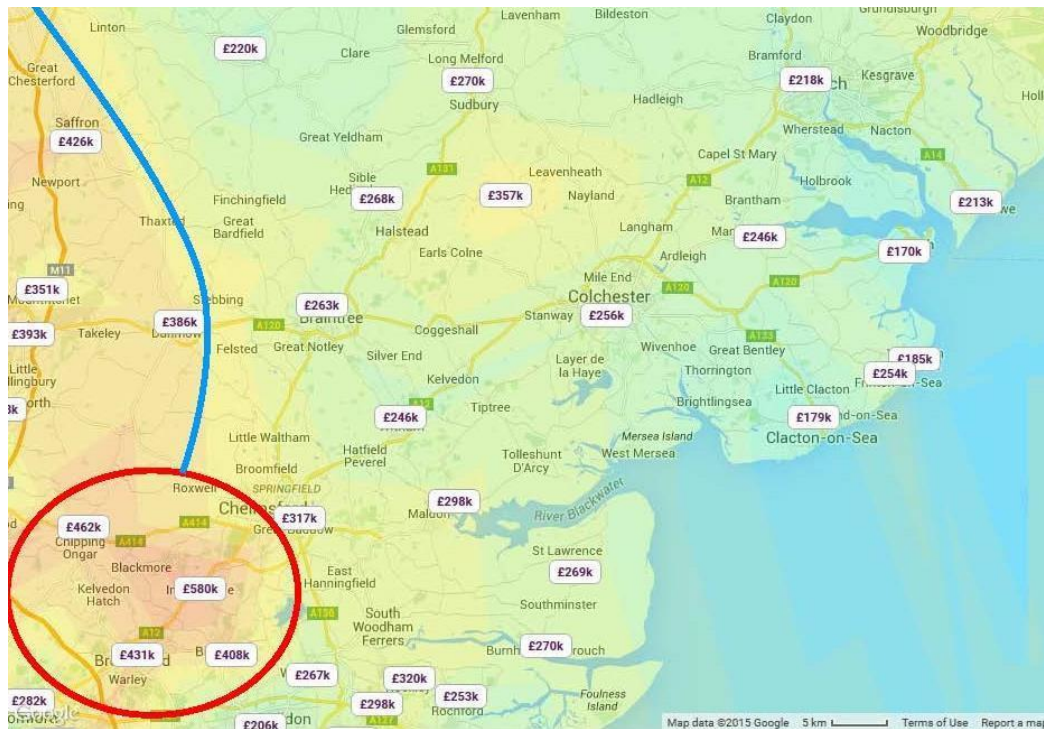 Linton
£220k
Clare
Glemsford
Lavenham
Bildeston
Claydon
Woodbridge
Great
Chesterford
Long Melford
£270k
Sudbury
Bramford
£218k
Kesgrave
Hadleigh
Saffron
£426k
Great Yeldham
Wherstead
Nacton
A131
Leavenheath
Capel St Mary
A12
A14
Newport
Sible
£268k
£357k
Nayland
Holbrook
£213k
Finchingfield
Thaxted
Great
Bardfield
Halstead
Brantham
Langham
£246k
£170k
Earls Colne
Ardleigh
M11
£351k
Mile End
Colchester
A120
A120
Stebbing
£263k
Braintree
£393k
Takeley
£386k
A120
Coggeshall
Stanway
£256k
A133
Felsted
Great Notley
Silver End
Layer de
la Haye
Wivenhoe
Great Bentley
£185k
Little
Thorrington
£254k
Kelvedon
Little Clacton
Brightlingsea
£246k
A12
Tiptree
£179k
Clacton-on-Sea
Little Waltham
Mersea Island
Hatfield
Peverel
Tolleshunt
D'Arcy
West Mersea
Broomfield
Roxwell
SPRINGFIELD
£298k
River Blackwater
£462k
A414
£317k
Maldon
Chipping
Ongar
A414
St Lawrence
Blackmore
East
Hanningfield
£269k
Kelvedon
Hatch
£580k
Southminster
A130
South
Woodham
Ferrers
A12
£431k
£408k
£270k
Warley
£267k
£320k
Foulness
Island
£282k
£298k
£253k
Rochford
Google
£206k
A127
Map data ©2015 Google
5 km
Terms of Use
Report a map